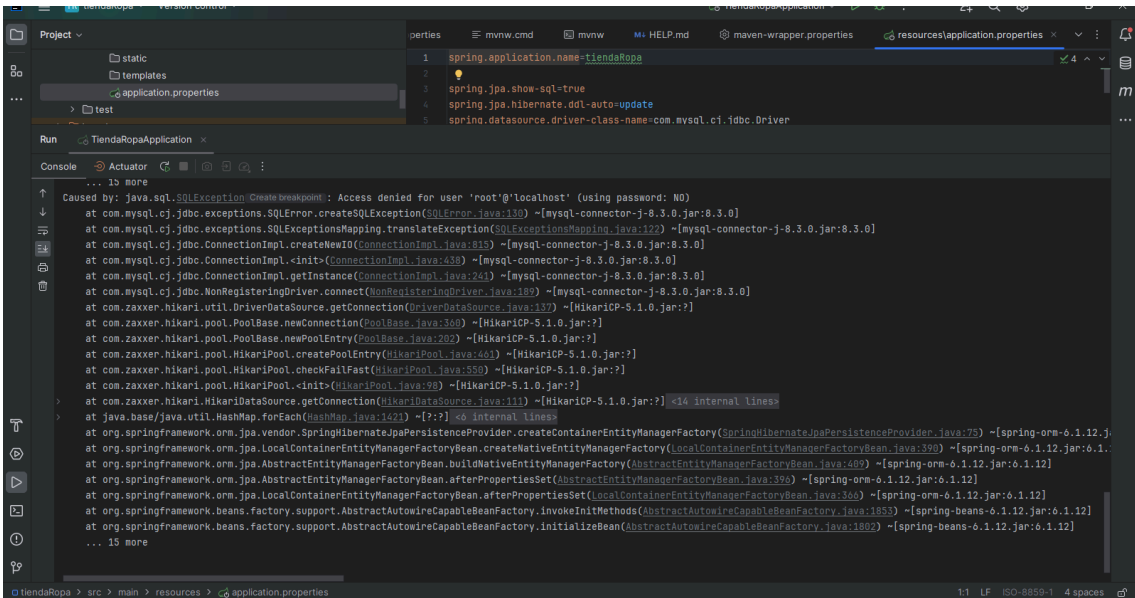 tiendaRopa Version control TiendaRopaApplication
Project perties mvnw.cmd mvnw M↓ HELP.md maven-wrapper.properties resources\application.properties
static
templates
application.properties
test
1 spring.application.name=tiendaRopa 4
2
3 spring.jpa.show-sql=true
4 spring.jpa.hibernate.ddl-auto=update
5 spring.datasource.driver-class-name=com.mysql.cj.jdbc.Driver
Run TiendaRopaApplication
Console Actuator
... 15 more
Caused by: java.sql.SQLException Create breakpoint : Access denied for user 'root'@'localhost' (using password: NO)
at com.mysql.cj.jdbc.exceptions.SQLError.createSQLException(SQLError.java:130) ~[mysql-connector-j-8.3.0.jar:8.3.0]
at com.mysql.cj.jdbc.exceptions.SQLExceptionsMapping.translateException(SQLExceptionsMapping.java:122) ~[mysql-connector-j-8.3.0.jar:8.3.0]
at com.mysql.cj.jdbc.ConnectionImpl.createNewIO(ConnectionImpl.java:815) ~[mysql-connector-j-8.3.0.jar:8.3.0]
at com.mysql.cj.jdbc.ConnectionImpl.<init>(ConnectionImpl.java:438) ~[mysql-connector-j-8.3.0.jar:8.3.0]
at com.mysql.cj.jdbc.ConnectionImpl.getInstance(ConnectionImpl.java:241) ~[mysql-connector-j-8.3.0.jar:8.3.0]
at com.mysql.cj.jdbc.NonRegisteringDriver.connect(NonRegisteringDriver.java:189) ~[mysql-connector-j-8.3.0.jar:8.3.0]
at com.zaxxer.hikari.util.DriverDataSource.getConnection(DriverDataSource.java:137) ~[HikariCP-5.1.0.jar:?]
at com.zaxxer.hikari.pool.PoolBase.newConnection(PoolBase.java:360) ~[HikariCP-5.1.0.jar:?]
at com.zaxxer.hikari.pool.PoolBase.newPoolEntry(PoolBase.java:202) ~[HikariCP-5.1.0.jar:?]
at com.zaxxer.hikari.pool.HikariPool.createPoolEntry(HikariPool.java:461) ~[HikariCP-5.1.0.jar:?]
at com.zaxxer.hikari.pool.HikariPool.checkFailFast(HikariPool.java:550) ~[HikariCP-5.1.0.jar:?]
at com.zaxxer.hikari.pool.HikariPool.<init>(HikariPool.java:98) ~[HikariCP-5.1.0.jar:?]
at com.zaxxer.hikari.HikariDataSource.getConnection(HikariDataSource.java:111) ~[HikariCP-5.1.0.jar:?] <14 internal lines>
at java.base/java.util.HashMap.forEach(HashMap.java:1421) ~[?:?] <6 internal lines>
at org.springframework.orm.jpa.vendor.SpringHibernateJpaPersistenceProvider.createContainerEntityManagerFactory(SpringHibernateJpaPersistenceProvider.java:75) ~[spring-orm-6.1.12.j
at org.springframework.orm.jpa.LocalContainerEntityManagerFactoryBean.createNativeEntityManagerFactory(LocalContainerEntityManagerFactoryBean.java:390) ~[spring-orm-6.1.12.jar:6.1.
at org.springframework.orm.jpa.AbstractEntityManagerFactoryBean.buildNativeEntityManagerFactory(AbstractEntityManagerFactoryBean.java:409) ~[spring-orm-6.1.12.jar:6.1.12]
at org.springframework.orm.jpa.AbstractEntityManagerFactoryBean.afterPropertiesSet(AbstractEntityManagerFactoryBean.java:396) ~[spring-orm-6.1.12.jar:6.1.12]
at org.springframework.orm.jpa.LocalContainerEntityManagerFactoryBean.afterPropertiesSet(LocalContainerEntityManagerFactoryBean.java:366) ~[spring-orm-6.1.12.jar:6.1.12]
at org.springframework.beans.factory.support.AbstractAutowireCapableBeanFactory.invokeInitMethods(AbstractAutowireCapableBeanFactory.java:1853) ~[spring-beans-6.1.12.jar:6.1.12]
at org.springframework.beans.factory.support.AbstractAutowireCapableBeanFactory.initializeBean(AbstractAutowireCapableBeanFactory.java:1802) ~[spring-beans-6.1.12.jar:6.1.12]
... 15 more
tiendaRopa > src > main > resources > application.properties 1:1 LF ISO-8859-1 4 spaces